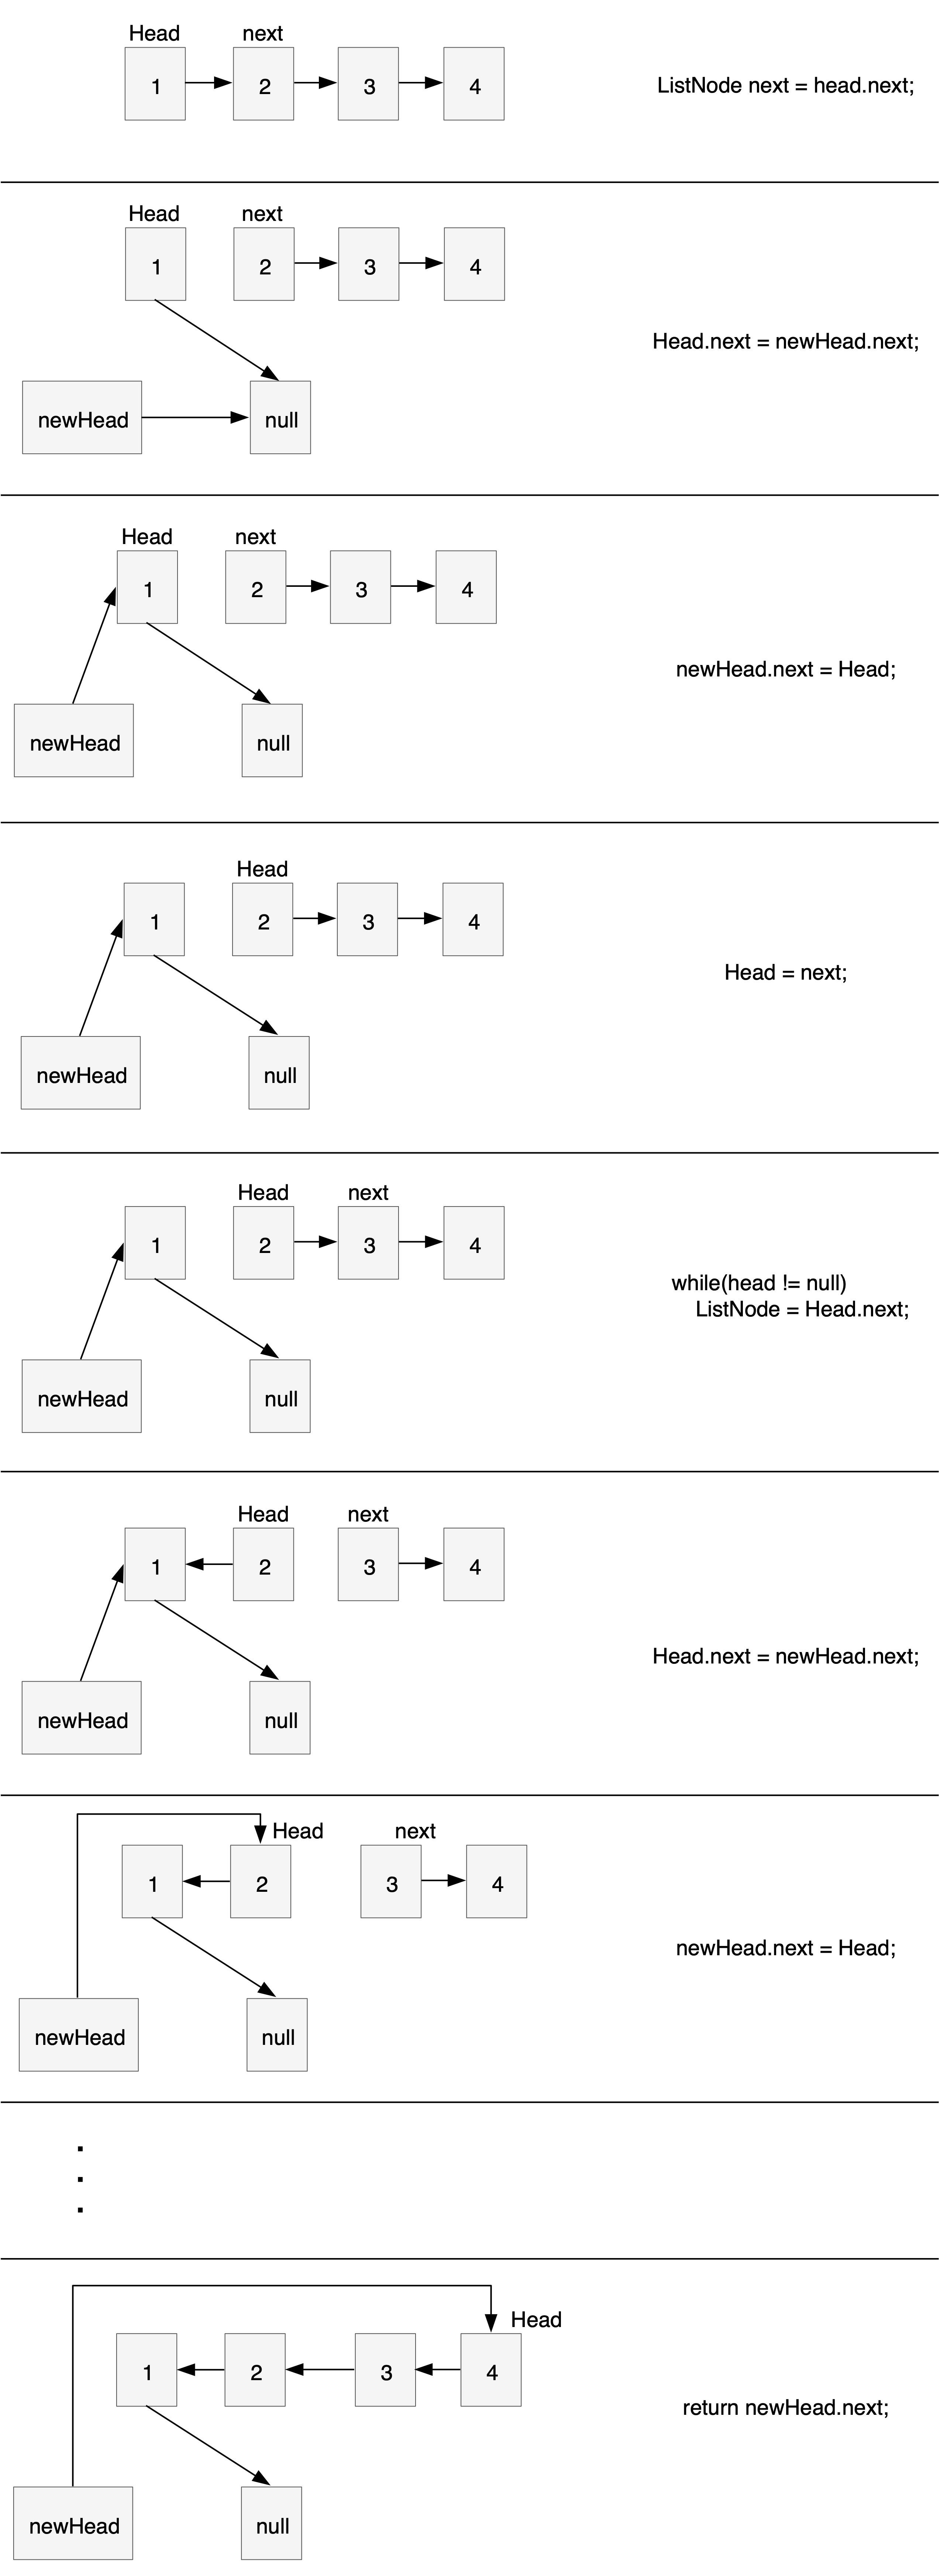 Head next
1 2 3 4
ListNode next = head.next;
Head next
1 2 3 4
Head.next = newHead.next;
newHead null
Head next
1 2 3 4
newHead.next = Head;
newHead null
Head
1 2 3 4
Head = next;
newHead null
Head next
1 2 3 4
while(head != null)
ListNode = Head.next;
newHead null
Head next
1 2 3 4
Head.next = newHead.next;
newHead null
Head next
1 2 3 4
newHead.next = Head;
newHead null
.
.
.
Head
1 2 3 4
return newHead.next;
newHead null